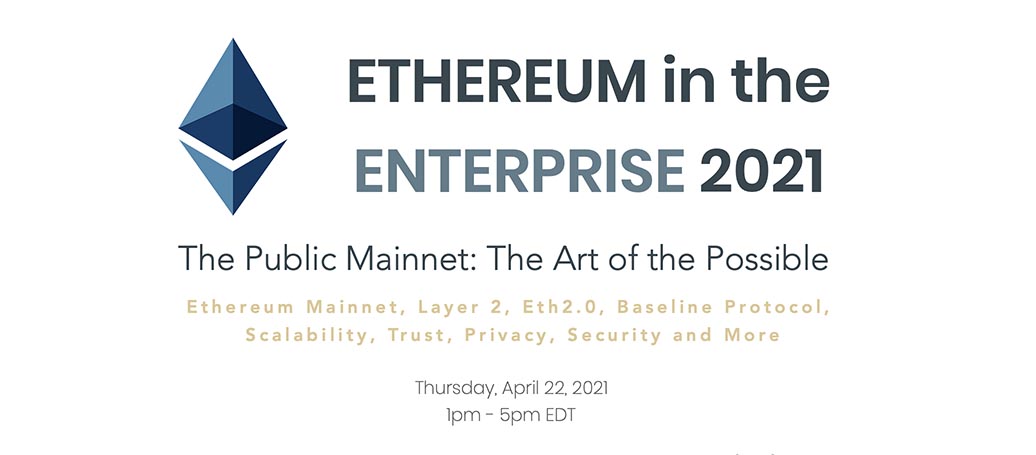 ETHEREUM in the
ENTERPRISE 2021
The Public Mainnet: The Art of the Possible
Ethereum Mainnet, Layer 2, Eth2.0, Baseline Protocol,
Scalability, Trust, Privacy, Security and More
Thursday, April 22, 2021
1pm - 5pm EDT